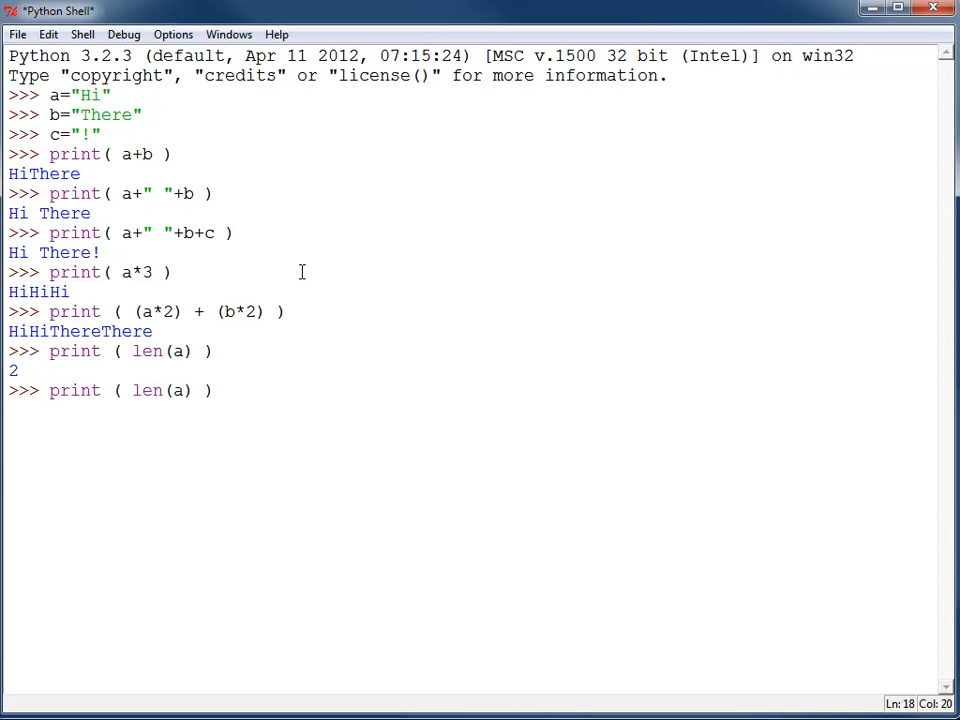 *Python Shell*
File Edit Shell Debug Options Windows Help
Python 3.2.3 (default, Apr 11 2012, 07:15:24) [MSC v.1500 32 bit (Intel)] on win32
Type "copyright", "credits" or "license()" for more information.
>>> a="Hi"
>>> b="There"
>>> c="!"
>>> print( a+b )
HiThere
>>> print( a+" "+b )
Hi There
>>> print( a+" "+b+c )
Hi There!
>>> print( a*3 )
HiHiHi
>>> print ( (a*2) + (b*2) )
HiHiThereThere
>>> print ( len(a) )
2
>>> print ( len(a) )
Ln: 18 Col: 20